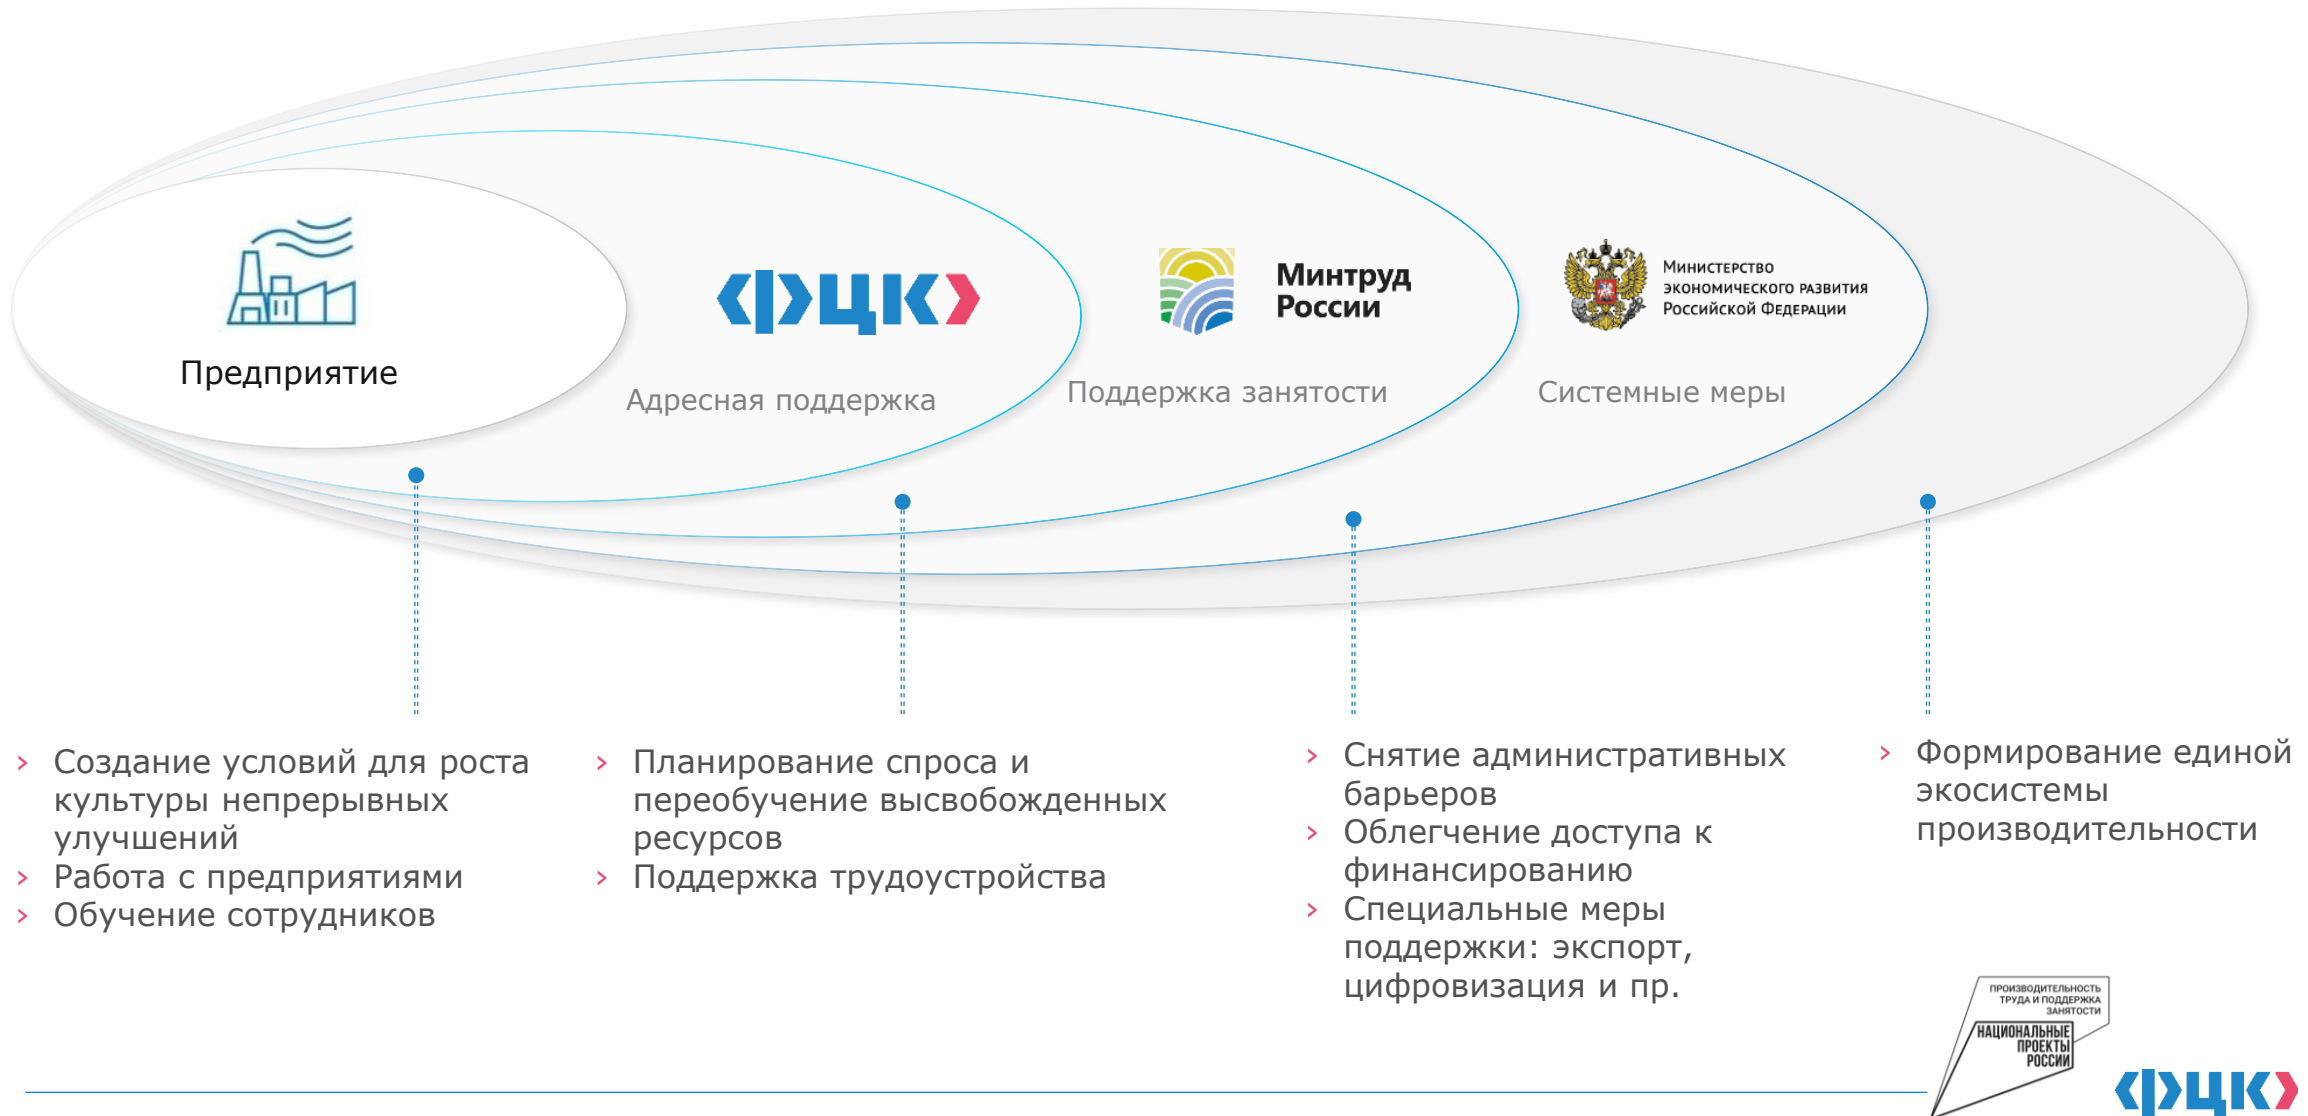 Предприятие
ФЦК
Адресная поддержка
Минтруд
России
Поддержка занятости
Министерство
экономического развития
Российской Федерации
Системные меры
› Создание условий для роста
культуры непрерывных
улучшений
› Работа с предприятиями
› Обучение сотрудников
› Планирование спроса и
переобучение высвобожденных
ресурсов
› Поддержка трудоустройства
› Снятие административных
барьеров
› Облегчение доступа к
финансированию
› Специальные меры
поддержки: экспорт,
цифровизация и пр.
› Формирование единой
экосистемы
производительности
ПРОИЗВОДИТЕЛЬНОСТЬ
ТРУДА И ПОДДЕРЖКА
ЗАНЯТОСТИ
НАЦИОНАЛЬНЫЕ
ПРОЕКТЫ
РОССИИ
ФЦК